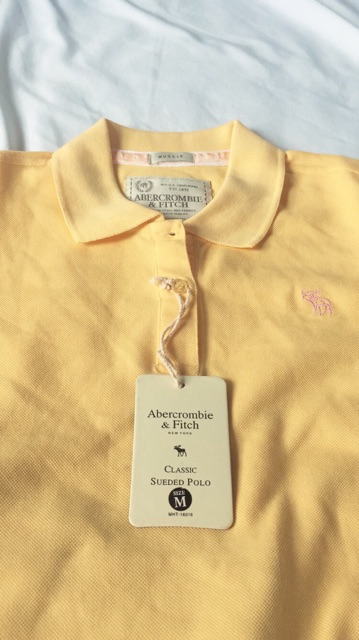 MUSCLE
ABERCROMBIE
& FITCH
Abercrombie
& Fitch
NEW YORK
CLASSIC
SUEDED POLO
SIZE
M